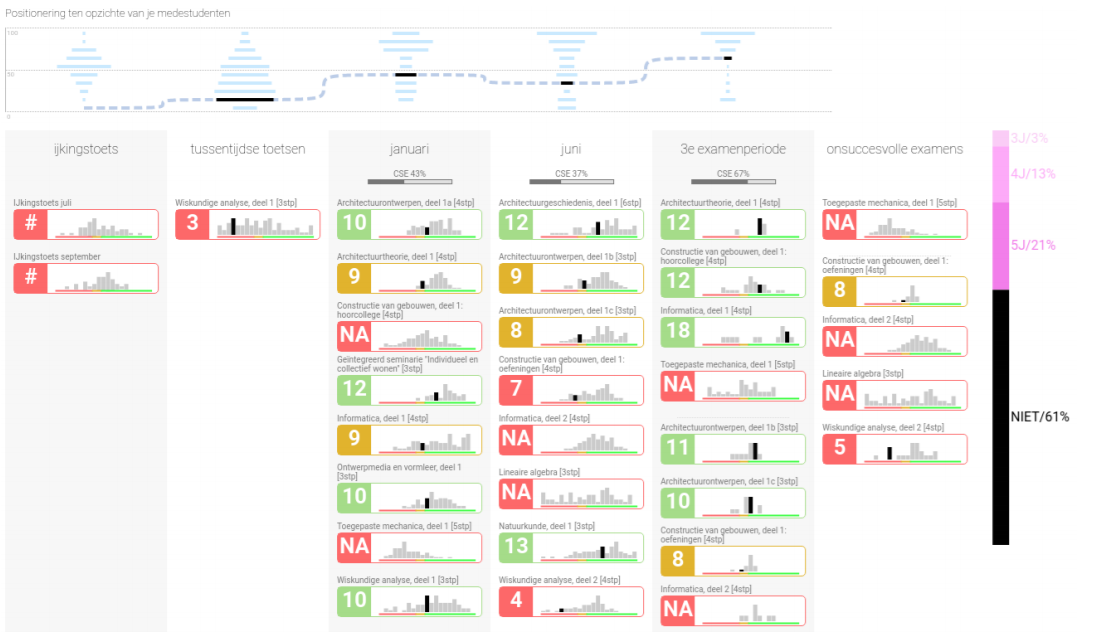 Positionering ten opzichte van je medestudenten
100
50
0
ijkingstoets
tussentijdse toetsen
januari
juni
3e examenperiode
onsuccesvolle examens
CSE 43%
CSE 37%
CSE 67%
IJkingstoets juli
#
IJkingstoets september
#
Wiskundige analyse, deel 1 [3stp]
3
Architectuurontwerpen, deel 1a [4stp]
10
Architectuurtheorie, deel 1 [4stp]
9
Constructie van gebouwen, deel 1:
hoorcollege [4stp]
NA
Geïntegreerd seminarie "Individueel en
collectief wonen" [3stp]
12
Informatica, deel 1 [4stp]
9
Ontwerpmedia en vormleer, deel 1
[3stp]
10
Toegepaste mechanica, deel 1 [5stp]
NA
Wiskundige analyse, deel 1 [3stp]
10
Architectuurgeschiedenis, deel 1 [6stp]
12
Architectuurontwerpen, deel 1b [3stp]
9
Architectuurontwerpen, deel 1c [3stp]
8
Constructie van gebouwen, deel 1:
oefeningen [4stp]
7
Informatica, deel 2 [4stp]
NA
Lineaire algebra [3stp]
NA
Natuurkunde, deel 1 [3stp]
13
Wiskundige analyse, deel 2 [4stp]
4
Architectuurtheorie, deel 1 [4stp]
12
Constructie van gebouwen, deel 1:
hoorcollege [4stp]
12
Informatica, deel 1 [4stp]
18
Toegepaste mechanica, deel 1 [5stp]
NA
Architectuurontwerpen, deel 1b [3stp]
11
Architectuurontwerpen, deel 1c [3stp]
10
Constructie van gebouwen, deel 1:
oefeningen [4stp]
8
Informatica, deel 2 [4stp]
NA
Toegepaste mechanica, deel 1 [5stp]
NA
Constructie van gebouwen, deel 1:
oefeningen [4stp]
8
Informatica, deel 2 [4stp]
NA
Lineaire algebra [3stp]
NA
Wiskundige analyse, deel 2 [4stp]
5
3J/3%
4J/13%
5J/21%
NIET/61%